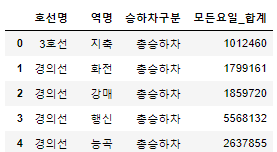 호선명 역명 승하차구분 모든요일_합계
0 3호선 지축 총승하차 1012460
1 경의선 화전 총승하차 1799161
2 경의선 강매 총승하차 1859720
3 경의선 행신 총승하차 5568132
4 경의선 능곡 총승하차 2637855